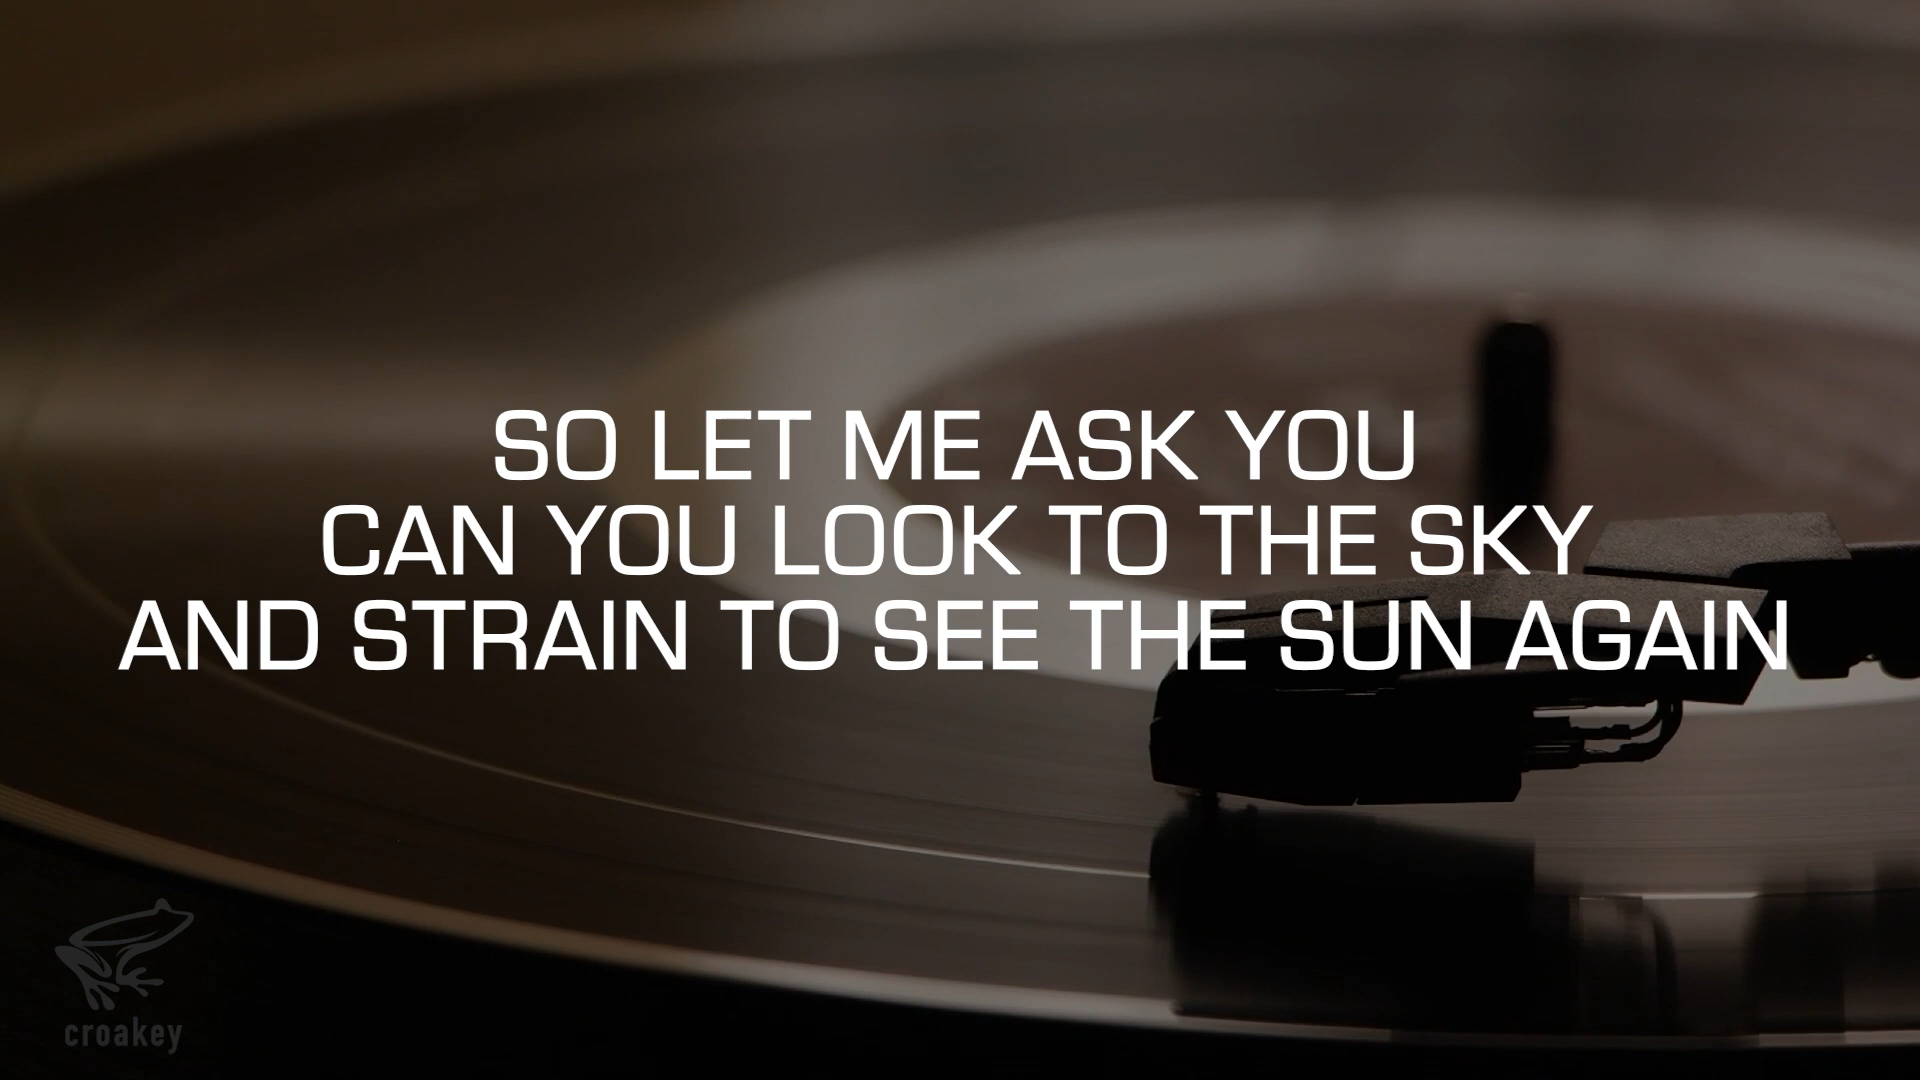 SO LET ME ASK YOU
CAN YOU LOOK TO THE SKY
AND STRAIN TO SEE THE SUN AGAIN
croakey